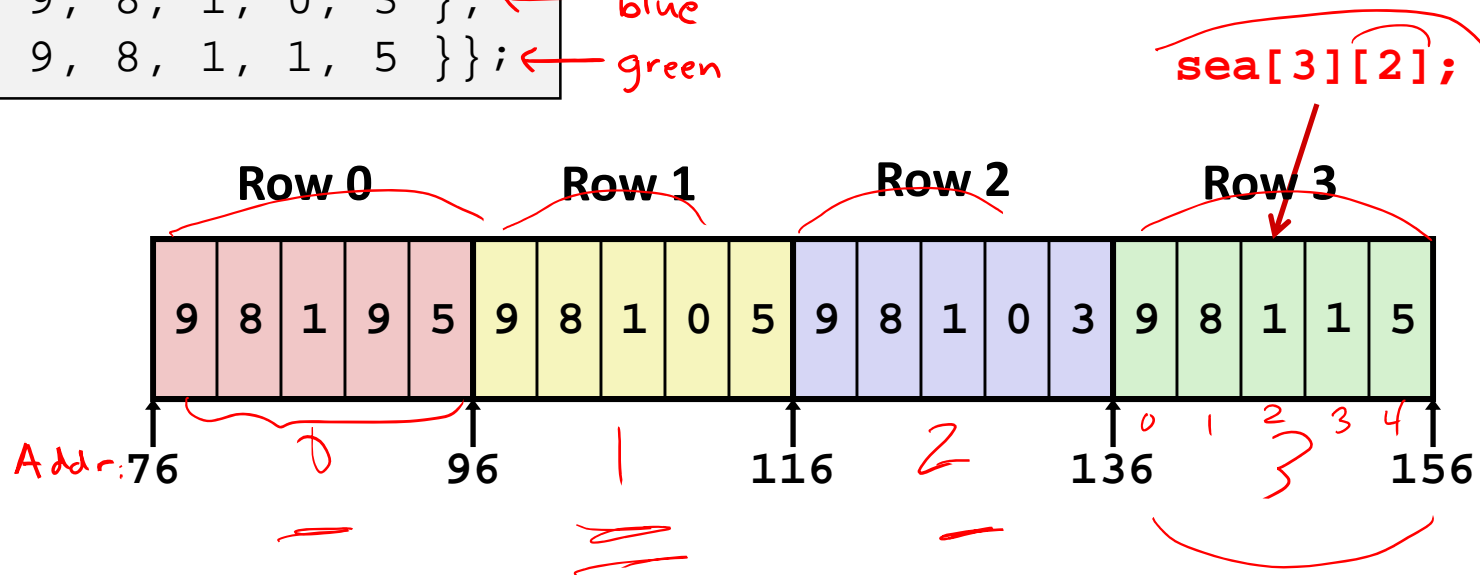 9, 8, 1, 0, 3 }, blue
9, 8, 1, 1, 5 }}; green
sea[3][2];
Row 0 Row 1 Row 2 Row 3
9 8 1 9 5 9 8 1 0 5 9 8 1 0 3 9 8 1 1 5
0 1 2 3 4
0 1 2 3
Addr: 76 96 116 136 156